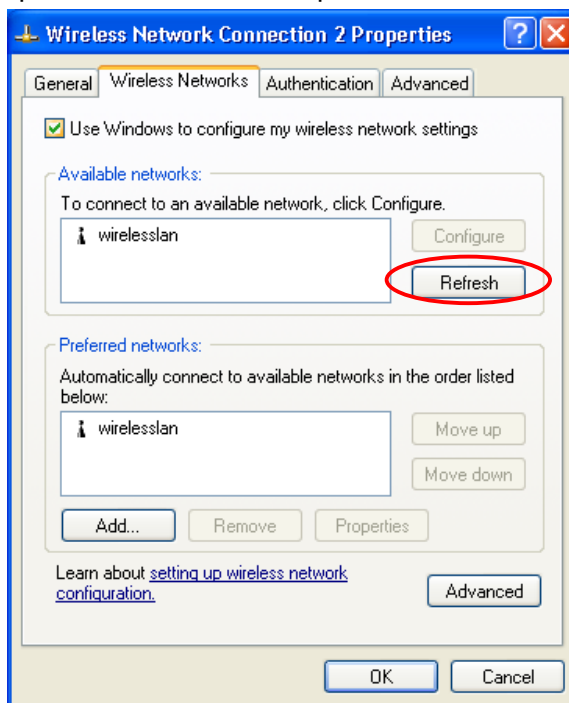 Wireless Network Connection 2 Properties
General Wireless Networks Authentication Advanced
Use Windows to configure my wireless network settings
Available networks:
To connect to an available network, click Configure.
wirelesslan
Configure
Refresh
Preferred networks:
Automatically connect to available networks in the order listed
below:
wirelesslan
Move up
Move down
Add... Remove Properties
Learn about setting up wireless network
configuration.
Advanced
OK Cancel